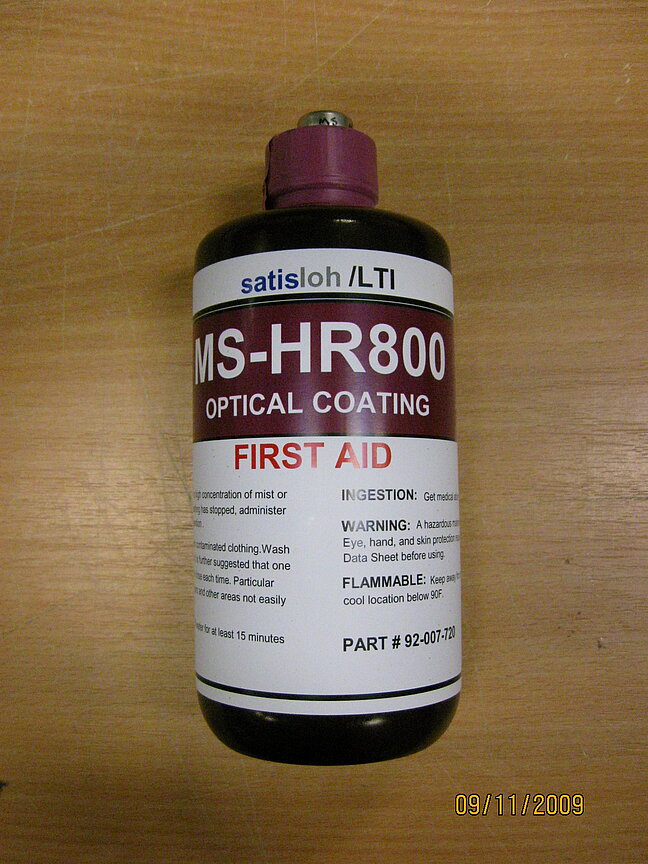 MS
satisloh /LTI
MS-HR800
OPTICAL COATING
FIRST AID
concentration of mist or
has stopped, administer
contaminated clothing.Wash
further suggested that one
each time. Particular
and other areas not easily
for at least 15 minutes
INGESTION: Get medical
WARNING: A hazardous
Eye, hand, and skin protection
Data Sheet before using.
FLAMMABLE: Keep away
cool location below 90F.
PART # 92-007-720
09/11/2009